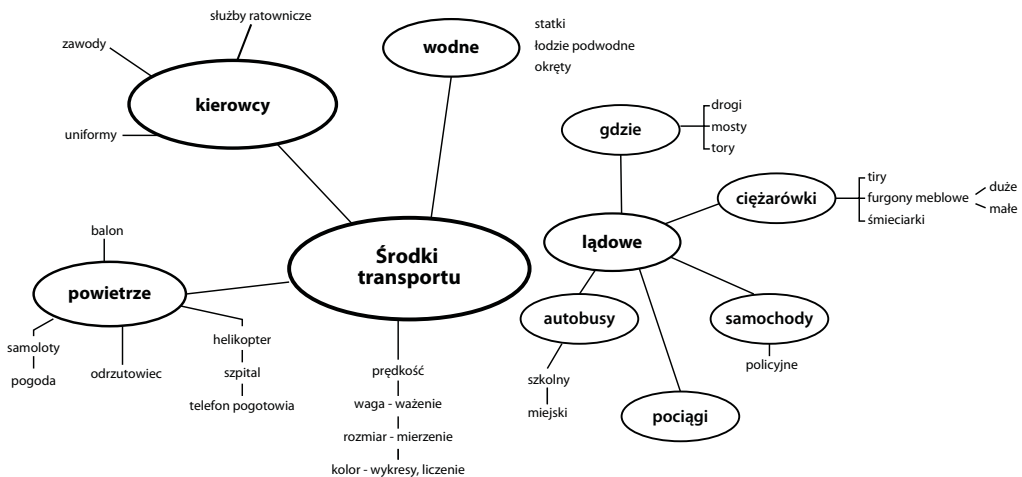 służby ratownicze
zawody
kierowcy
uniformy
wodne
statki
łodzie podwodne
okręty
gdzie
drogi
mosty
tory
ciężarówki
tiry
furgony meblowe
śmieciarki
duże
małe
lądowe
Środki
transportu
balon
powietrze
samoloty
pogoda
odrzutowiec
helikopter
szpital
telefon pogotowia
prędkość
waga - ważenie
rozmiar - mierzenie
kolor - wykresy, liczenie
autobusy
szkolny
miejski
samochody
policyjne
pociągi